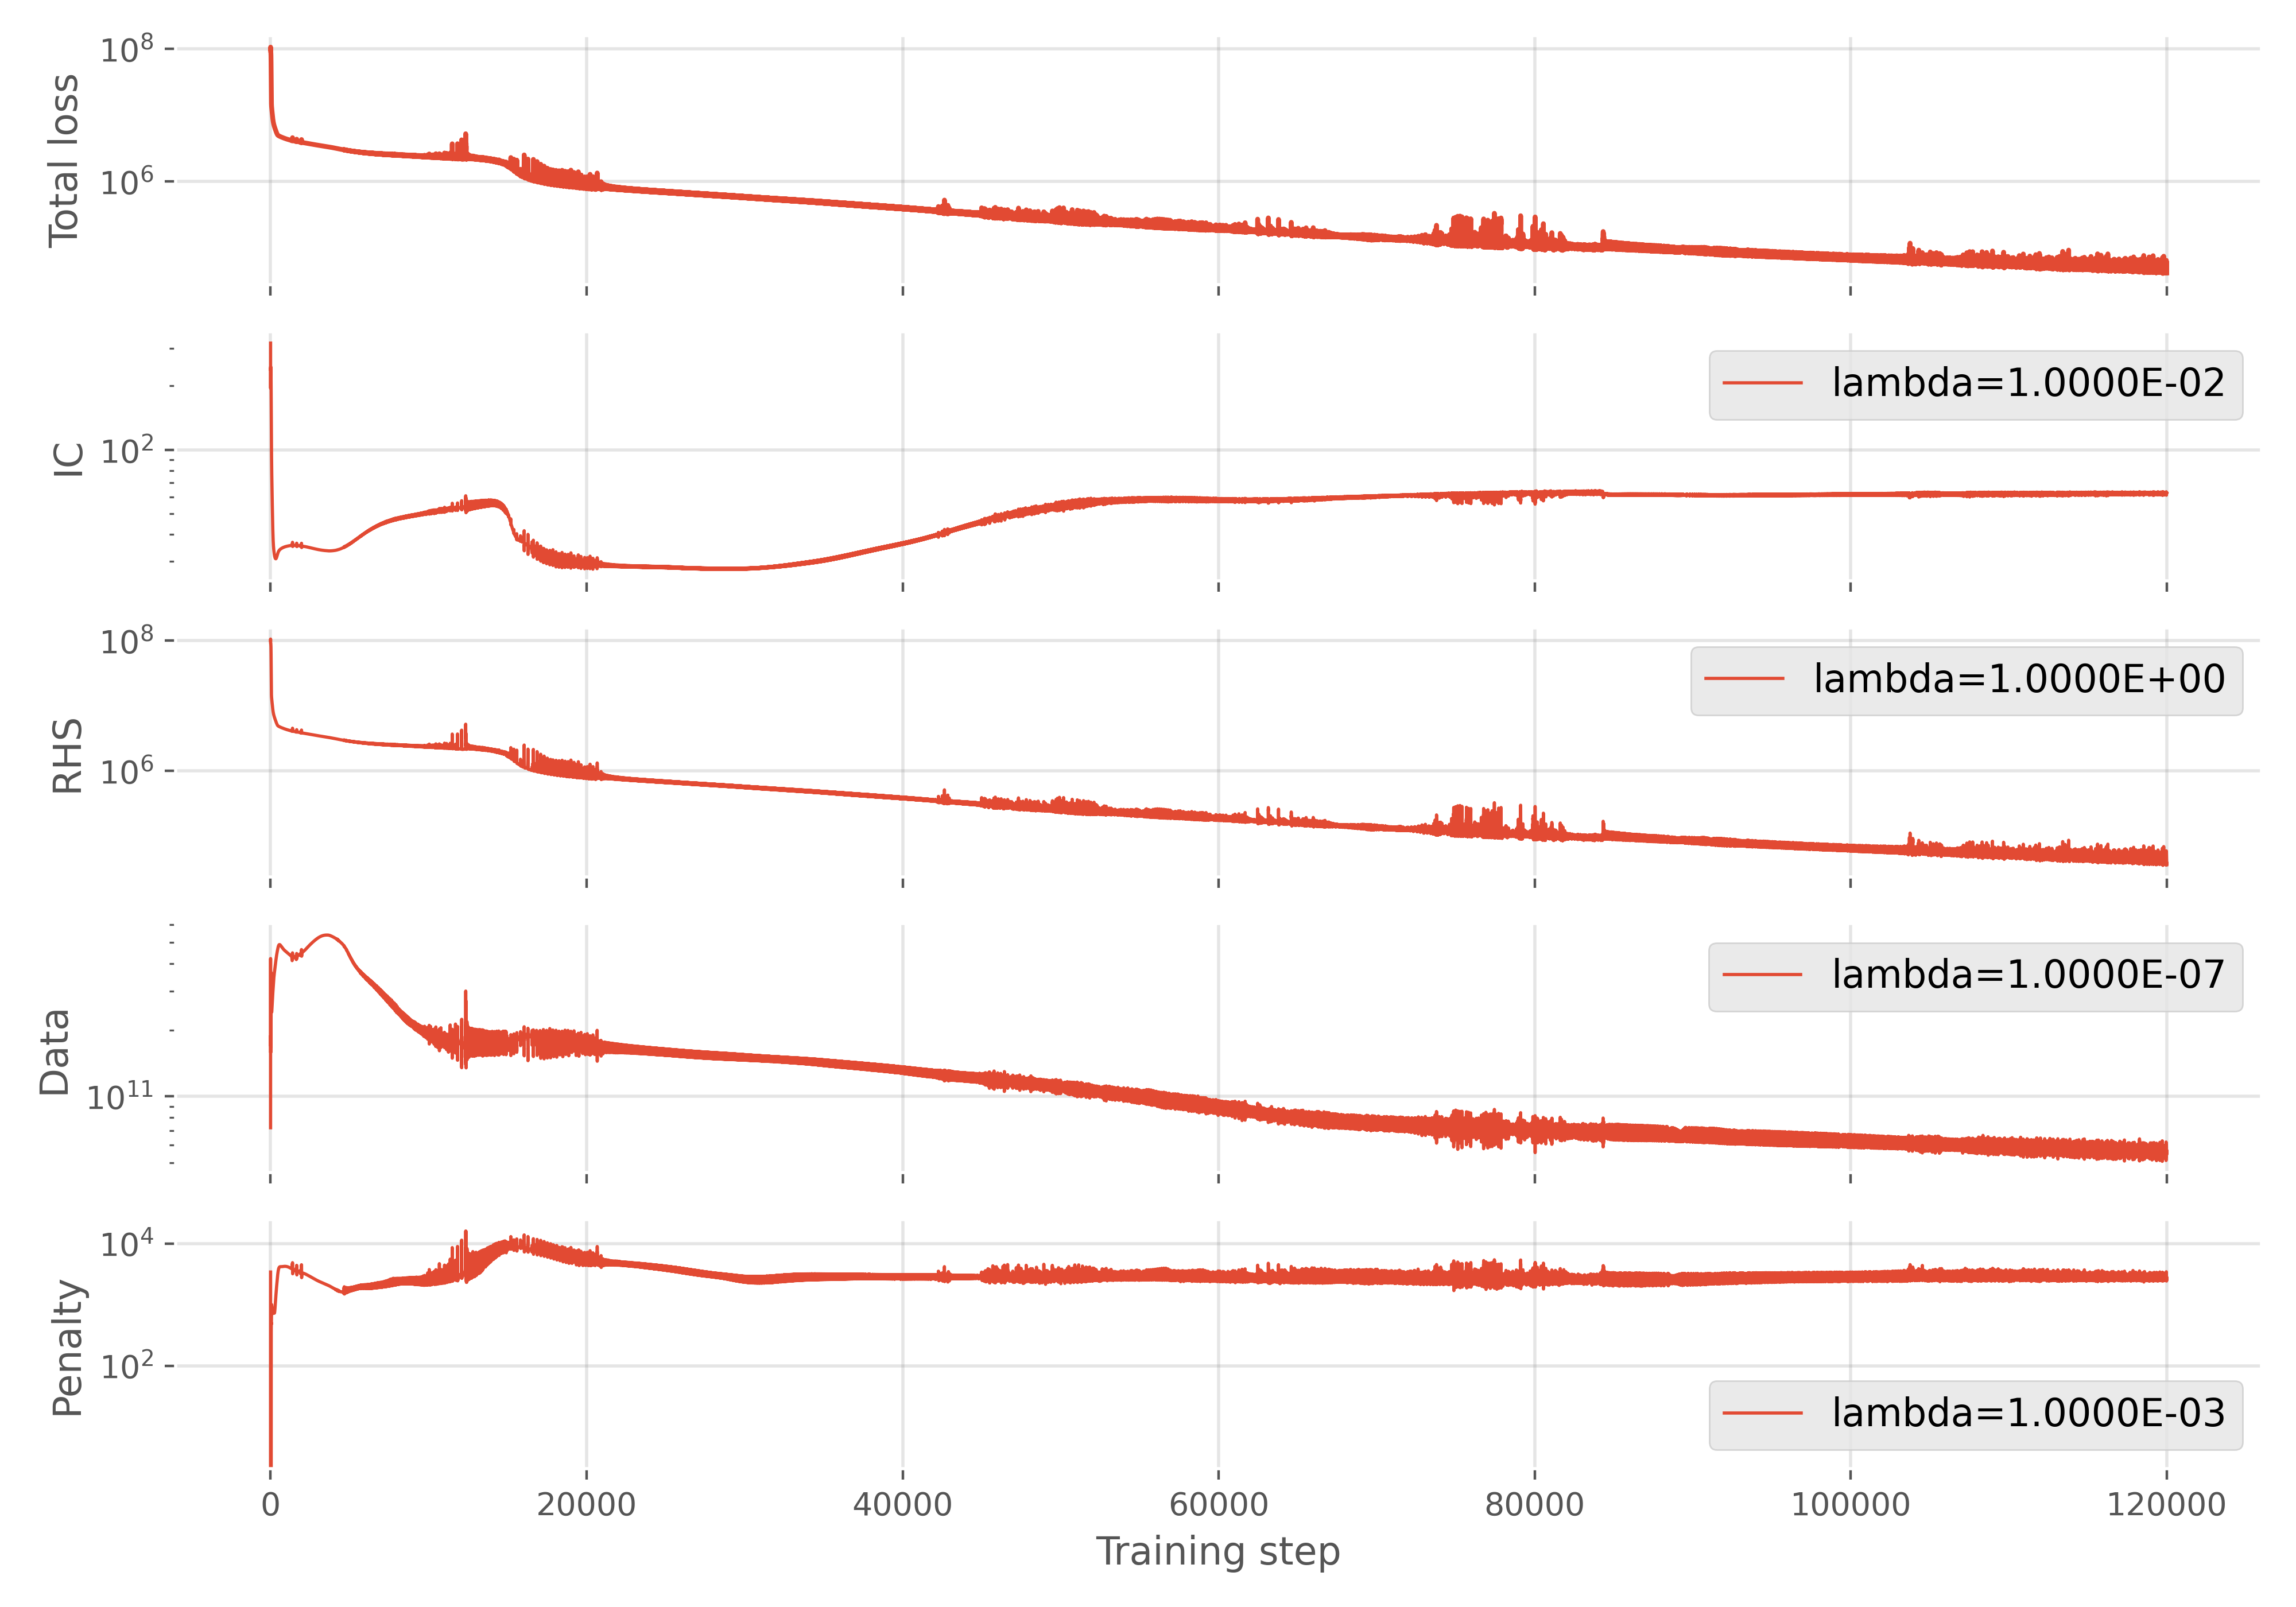 Total loss
10^8
10^6
IC
10^2
lambda=1.0000E-02
RHS
10^8
10^6
lambda=1.0000E+00
Data
10^11
lambda=1.0000E-07
Penalty
10^4
10^2
lambda=1.0000E-03
0 20000 40000 60000 80000 100000 120000
Training step